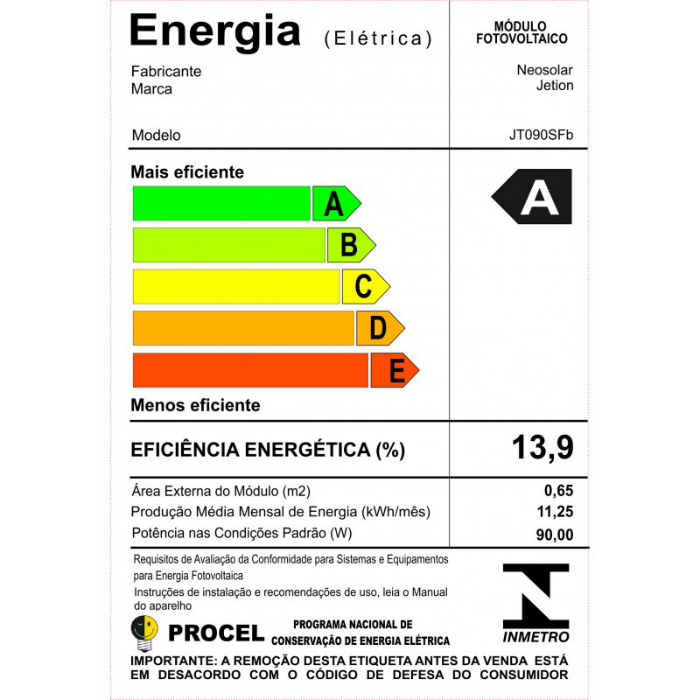 Energia (Elétrica) MÓDULO FOTOVOLTAICO
Fabricante Neosolar
Marca Jetion
Modelo JT090SFb
Mais eficiente
A A
B
C
D
E
Menos eficiente
EFICIÊNCIA ENERGÉTICA (%) 13,9
Área Externa do Módulo (m2) 0,65
Produção Média Mensal de Energia (kWh/mês) 11,25
Potência nas Condições Padrão (W) 90,00
Requisitos de Avaliação da Conformidade para Sistemas e Equipamentos
para Energia Fotovoltaica
Instruções de instalação e recomendações de uso, leia o Manual
do aparelho
PROCEL PROGRAMA NACIONAL DE
CONSERVAÇÃO DE ENERGIA ELÉTRICA
INMETRO
IMPORTANTE: A REMOÇÃO DESTA ETIQUETA ANTES DA VENDA ESTÁ
EM DESACORDO COM O CÓDIGO DE DEFESA DO CONSUMIDOR